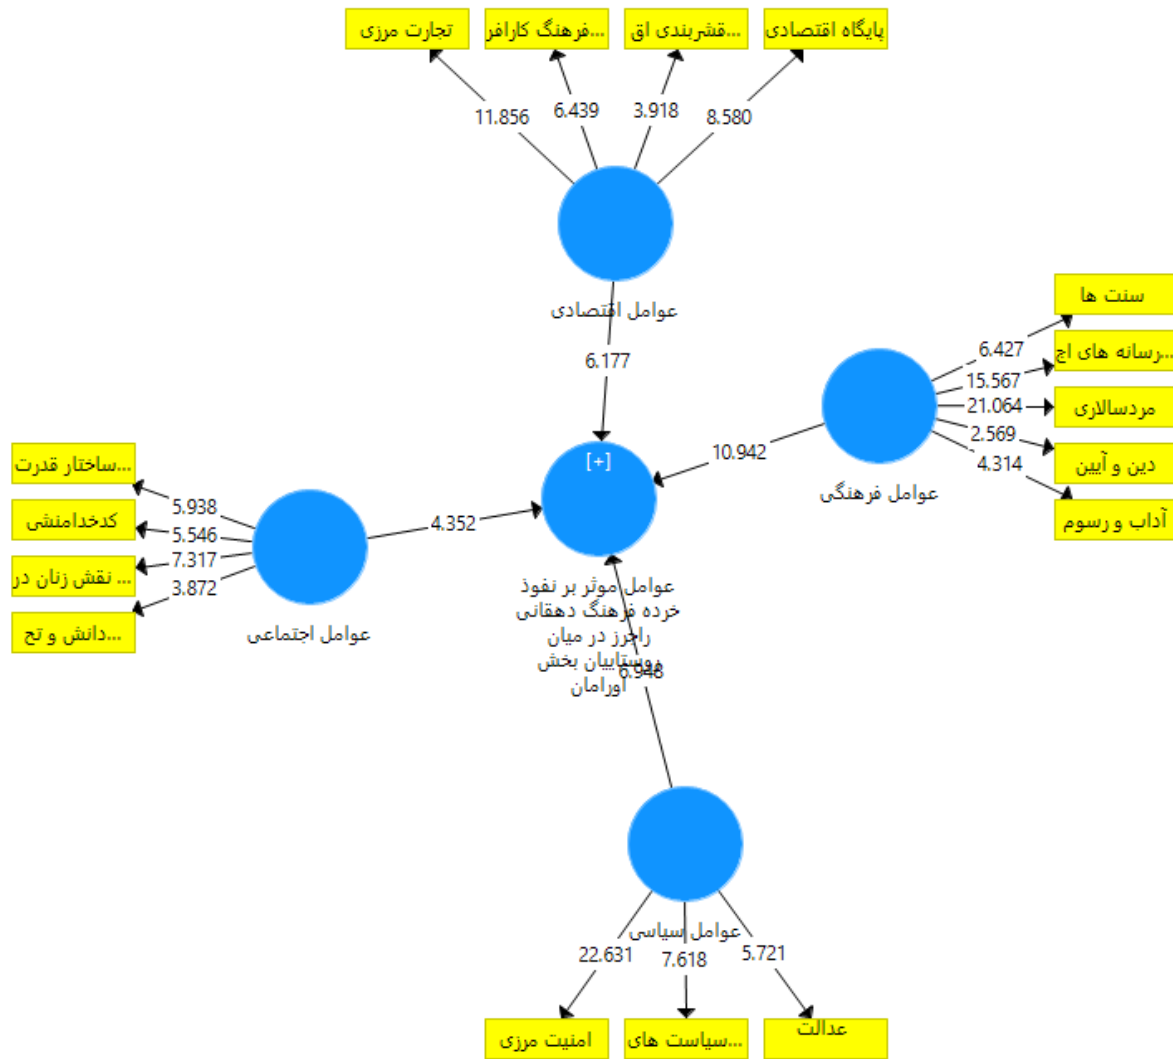 تجارت مرزی
فرهنگ کارافر...
قشربندی اق...
پایگاه اقتصادی
11.856
6.439
3.918
8.580
عوامل اقتصادی
6.177
سنت ها
رسانه های اج...
مردسالاری
دین و آیین
آداب و رسوم
6.427
15.567
21.064
2.569
4.314
عوامل فرهنگی
10.942
[+]
عوامل موثر بر نفوذ
خرده فرهنگ دهقانی
راجرز در میان
روستاییان بخش
اورامان
ساختار قدرت...
کدخدامنشی
نقش زنان در ...
دانش و تح...
5.938
5.546
7.317
3.872
عوامل اجتماعی
4.352
6.948
عوامل سیاسی
22.631
7.618
5.721
امنیت مرزی
سیاست های...
عدالت